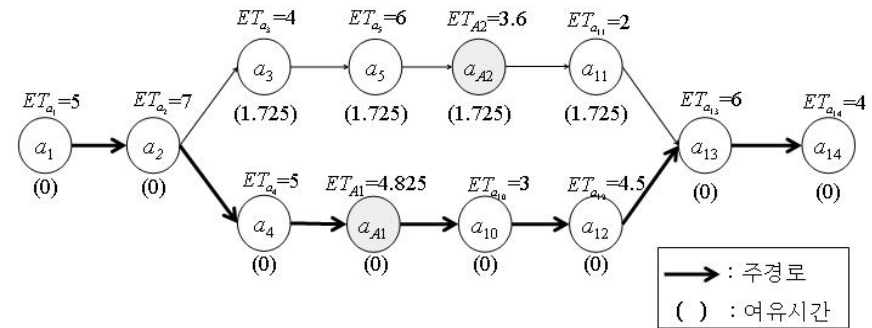 ET_{a_3}=4 ET_{a_5}=6 ET_{A2}=3.6 ET_{a_{11}}=2
a_3 a_5 a_{A2} a_{11}
(1.725) (1.725) (1.725) (1.725)
ET_{a_1}=5 ET_{a_2}=7 ET_{a_{13}}=6 ET_{a_{14}}=4
a_1 a_2 a_{13} a_{14}
(0) (0) (0) (0)
ET_{a_4}=5 ET_{A1}=4.825 ET_{a_{10}}=3 ET_{a_{12}}=4.5
a_4 a_{A1} a_{10} a_{12}
(0) (0) (0) (0)
: 주경로
( ) : 여유시간